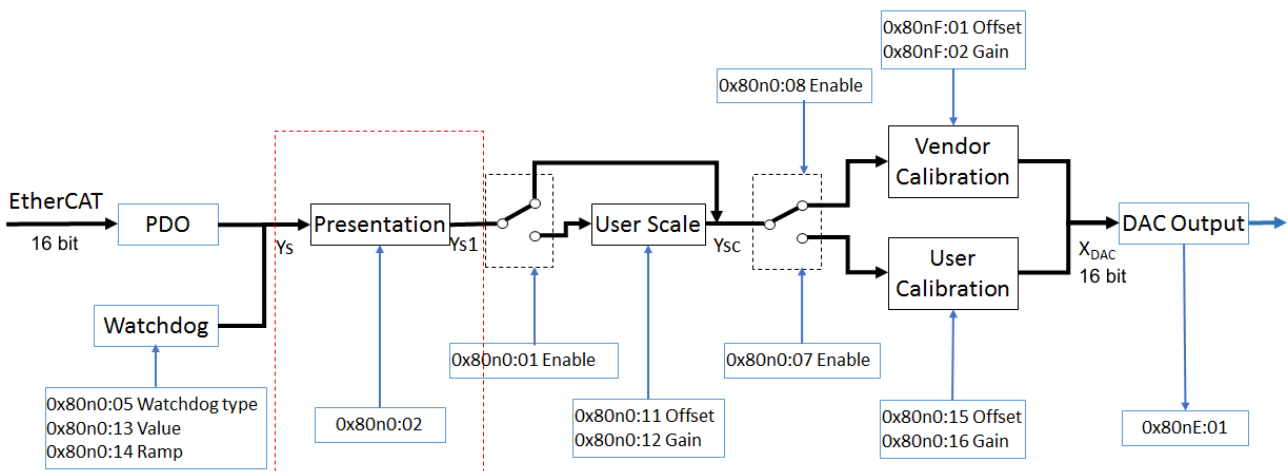 0x80nF:01 Offset
0x80nF:02 Gain
0x80n0:08 Enable
Vendor
Calibration
EtherCAT
16 bit
PDO
Ys
Presentation
Ys1
User Scale
Ysc
User
Calibration
XDAC
16 bit
DAC Output
Watchdog
0x80n0:01 Enable
0x80n0:07 Enable
0x80n0:05 Watchdog type
0x80n0:13 Value
0x80n0:14 Ramp
0x80n0:02
0x80n0:11 Offset
0x80n0:12 Gain
0x80n0:15 Offset
0x80n0:16 Gain
0x80nE:01